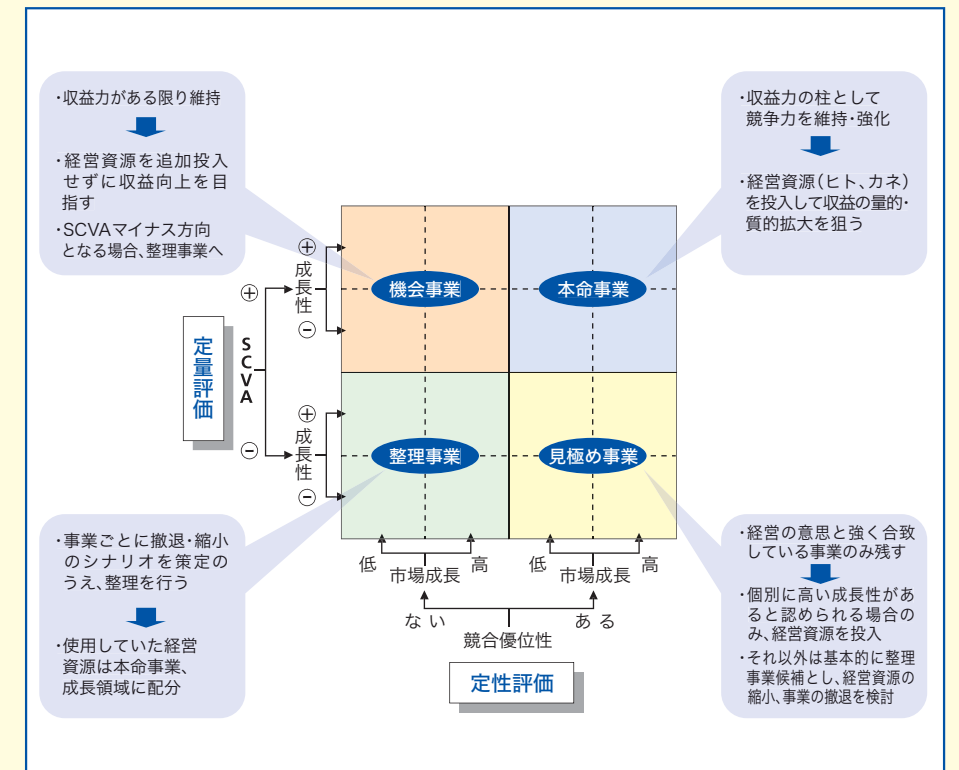 ・収益力がある限り維持
・経営資源を追加投入
せずに収益向上を目
指す
・SCVAマイナス方向
となる場合、整理事業へ
・収益力の柱として
競争力を維持・強化
・経営資源(ヒト、カネ)
を投入して収益の量的・
質的拡大を狙う
定量評価
SCVA
⊕
⊖
成長性
⊕
⊖
成長性
⊕
⊖
機会事業
本命事業
整理事業
見極め事業
低 市場成長 高
低 市場成長 高
ない
ある
競合優位性
定性評価
・事業ごとに撤退・縮小
のシナリオを策定の
うえ、整理を行う
・使用していた経営
資源は本命事業、
成長領域に配分
・経営の意思と強く合致
している事業のみ残す
・個別に高い成長性があ
ると認められる場合の
み、経営資源を投入
・それ以外は基本的に整理
事業候補とし、経営資源の
縮小、事業の撤退を検討